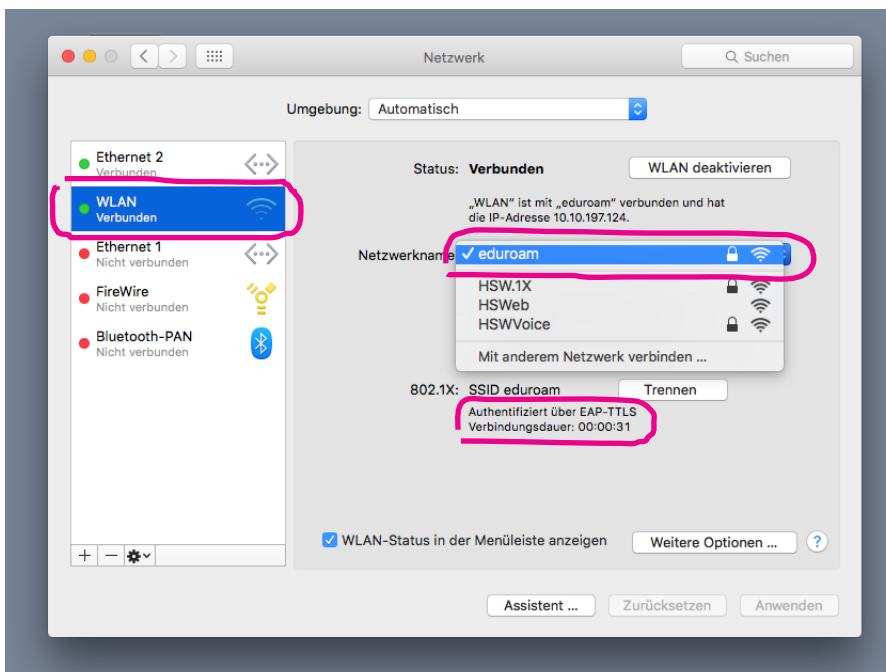 Netzwerk
Suchen
Umgebung: Automatisch
Ethernet 2
Verbunden
WLAN
Verbunden
Ethernet 1
Nicht verbunden
FireWire
Nicht verbunden
Bluetooth-PAN
Nicht verbunden
Status: Verbunden
WLAN deaktivieren
„WLAN“ ist mit „eduroam“ verbunden und hat
die IP-Adresse 10.10.197.124.
Netzwerkname
✓ eduroam
HSW.1X
HSWeb
HSWVoice
Mit anderem Netzwerk verbinden ...
802.1X: SSID eduroam
Trennen
Authentifiziert über EAP-TTLS
Verbindungsdauer: 00:00:31
WLAN-Status in der Menüleiste anzeigen
Weitere Optionen ...
?
Assistent ...
Zurücksetzen
Anwenden